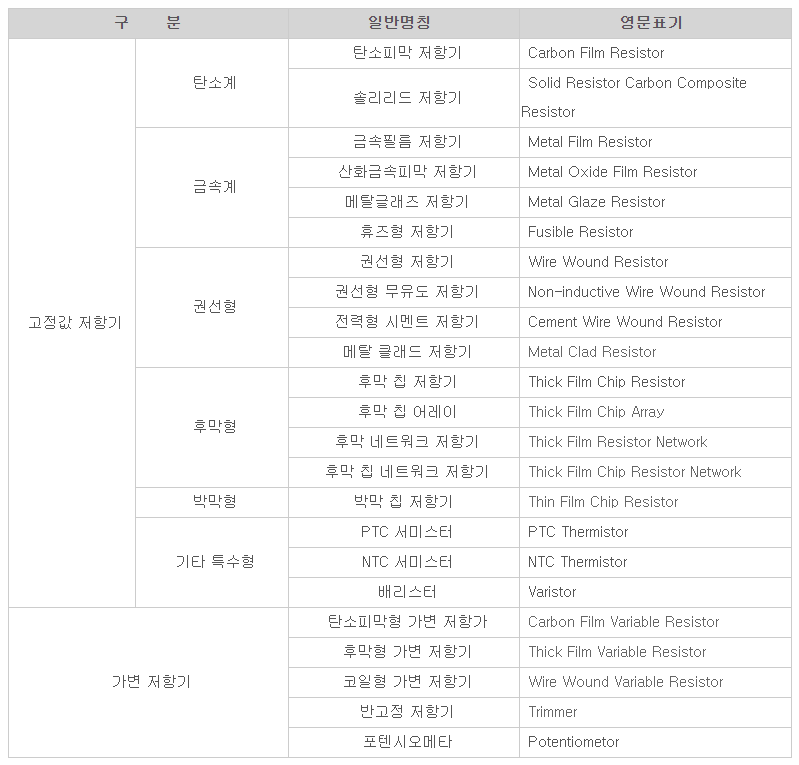 구 분 일반명칭 영문표기
고정값 저항기
탄소계
탄소피막 저항기 Carbon Film Resistor
솔리리드 저항기 Solid Resistor Carbon Composite
Resistor
금속계
금속필름 저항기 Metal Film Resistor
산화금속피막 저항기 Metal Oxide Film Resistor
메탈글래즈 저항기 Metal Glaze Resistor
휴즈형 저항기 Fusible Resistor
권선형
권선형 저항기 Wire Wound Resistor
권선형 무유도 저항기 Non-inductive Wire Wound Resistor
전력형 시멘트 저항기 Cement Wire Wound Resistor
메탈 클래드 저항기 Metal Clad Resistor
후막형
후막 칩 저항기 Thick Film Chip Resistor
후막 칩 어레이 Thick Film Chip Array
후막 네트워크 저항기 Thick Film Resistor Network
후막 칩 네트워크 저항기 Thick Film Chip Resistor Network
박막형
박막 칩 저항기 Thin Film Chip Resistor
기타 특수형
PTC 서미스터 PTC Thermistor
NTC 서미스터 NTC Thermistor
배리스터 Varistor
가변 저항기
탄소피막형 가변 저항가 Carbon Film Variable Resistor
후막형 가변 저항기 Thick Film Variable Resistor
코일형 가변 저항기 Wire Wound Variable Resistor
반고정 저항기 Trimmer
포텐시오메타 Potentiometor